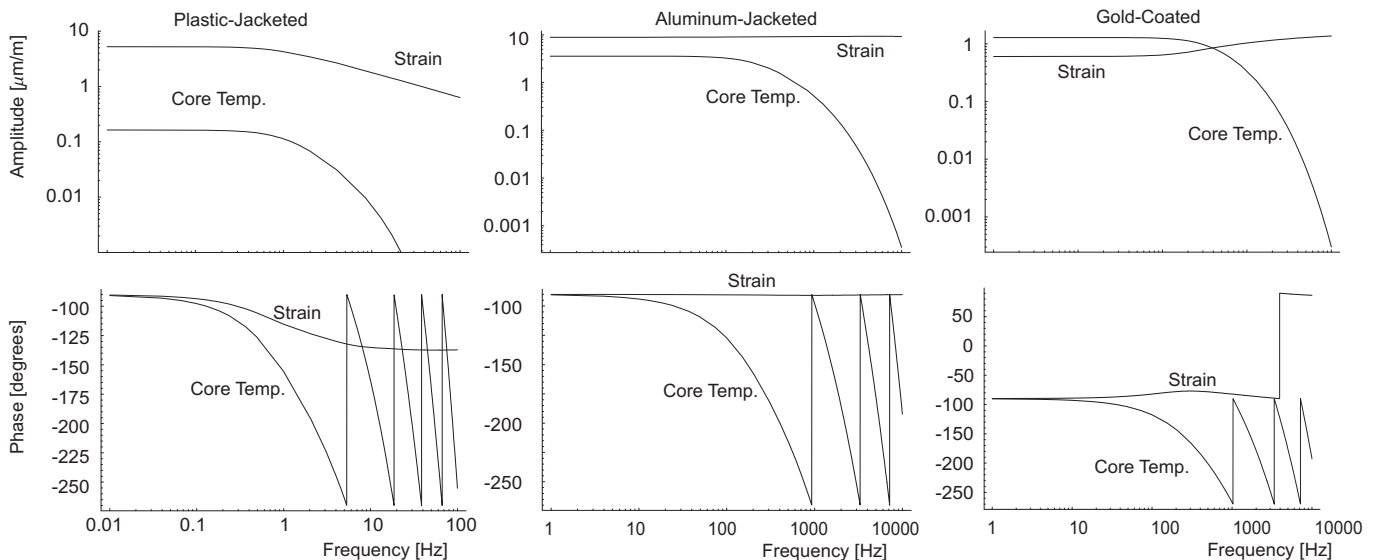 Plastic-Jacketed
Aluminum-Jacketed
Gold-Coated
Amplitude [μm/m]
10
1
0.1
0.01
Strain
Core Temp.
10
1
0.1
0.01
0.001
Strain
Core Temp.
1
0.1
0.01
0.001
Strain
Core Temp.
Phase [degrees]
-100
-125
-150
-175
-200
-225
-250
Strain
Core Temp.
0.01 0.1 1 10 100
Frequency [Hz]
-100
-150
-200
-250
Strain
Core Temp.
1 10 100 1000 10000
Frequency [Hz]
50
0
-50
-100
-150
-200
-250
Strain
Core Temp.
1 10 100 1000 10000
Frequency [Hz]